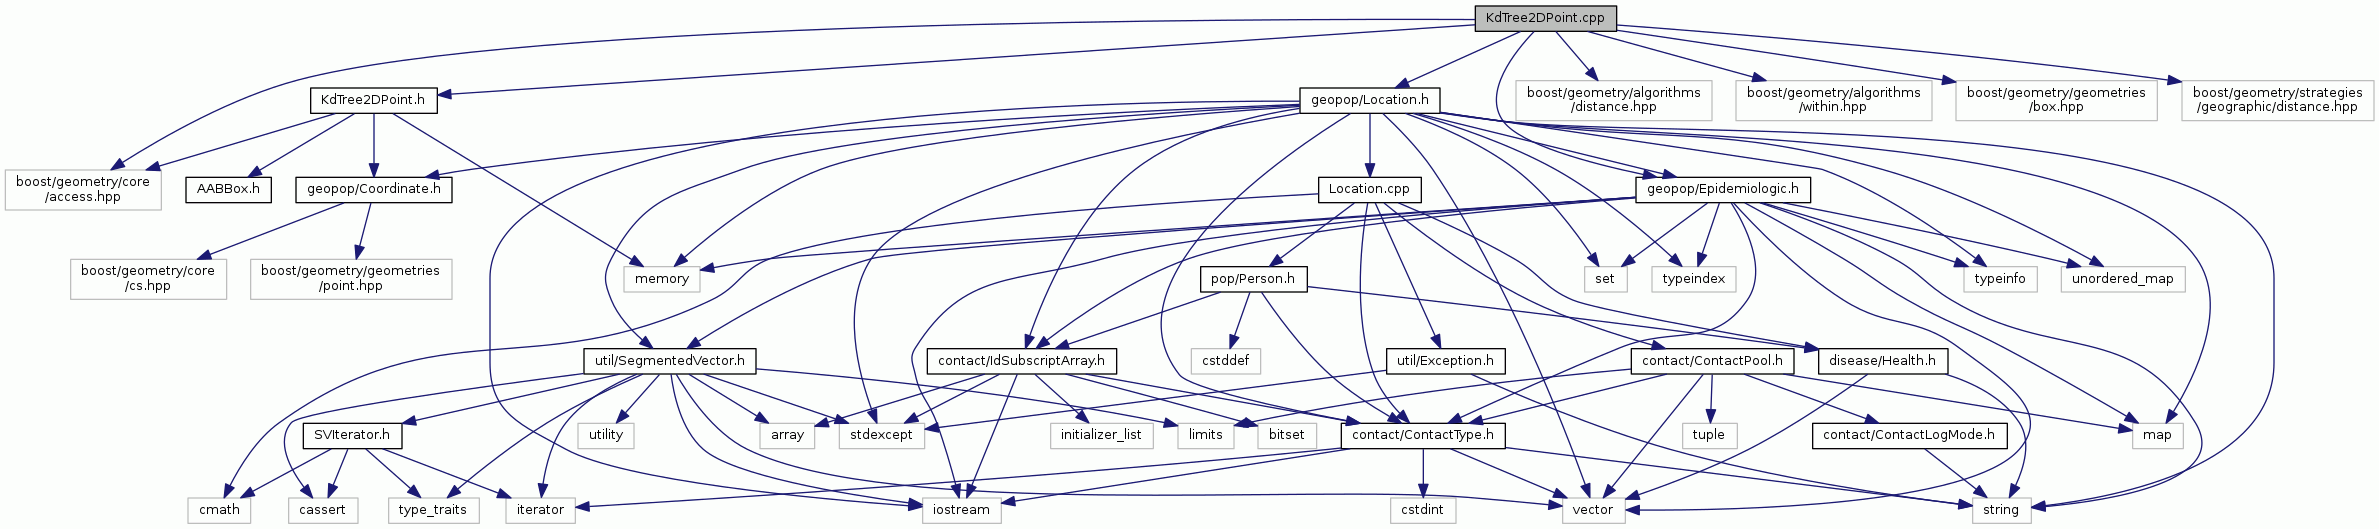 KdTree2DPoint.cpp
KdTree2DPoint.h
geopop/Location.h
boost/geometry/algorithms
/distance.hpp
boost/geometry/algorithms
/within.hpp
boost/geometry/geometries
/box.hpp
boost/geometry/strategies
/geographic/distance.hpp
boost/geometry/core
/access.hpp
AABBox.h
geopop/Coordinate.h
Location.cpp
geopop/Epidemiologic.h
boost/geometry/core
/cs.hpp
boost/geometry/geometries
/point.hpp
memory
pop/Person.h
set
typeindex
typeinfo
unordered_map
util/SegmentedVector.h
contact/IdSubscriptArray.h
cstddef
util/Exception.h
contact/ContactPool.h
disease/Health.h
SVIterator.h
utility
array
stdexcept
initializer_list
limits
bitset
contact/ContactType.h
tuple
contact/ContactLogMode.h
map
cmath
cassert
type_traits
iterator
iostream
cstdint
vector
string